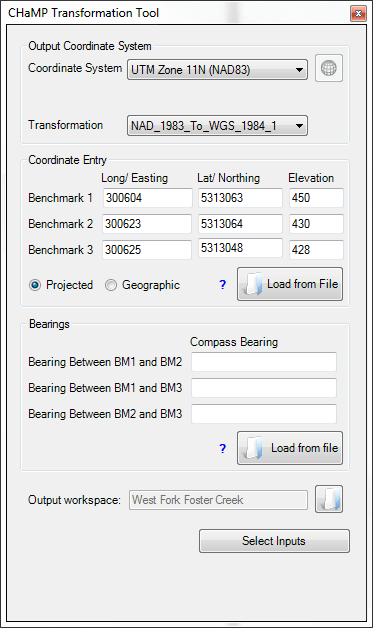 CHaMP Transformation Tool
Output Coordinate System
Coordinate System UTM Zone 11N (NAD83)
Transformation NAD_1983_To_WGS_1984_1
Coordinate Entry
Long/ Easting Lat/ Northing Elevation
Benchmark 1 300604 5313063 450
Benchmark 2 300623 5313064 430
Benchmark 3 300625 5313048 428
Projected Geographic ? Load from File
Bearings
Compass Bearing
Bearing Between BM1 and BM2
Bearing Between BM1 and BM3
Bearing Between BM2 and BM3
? Load from file
Output workspace: West Fork Foster Creek
Select Inputs